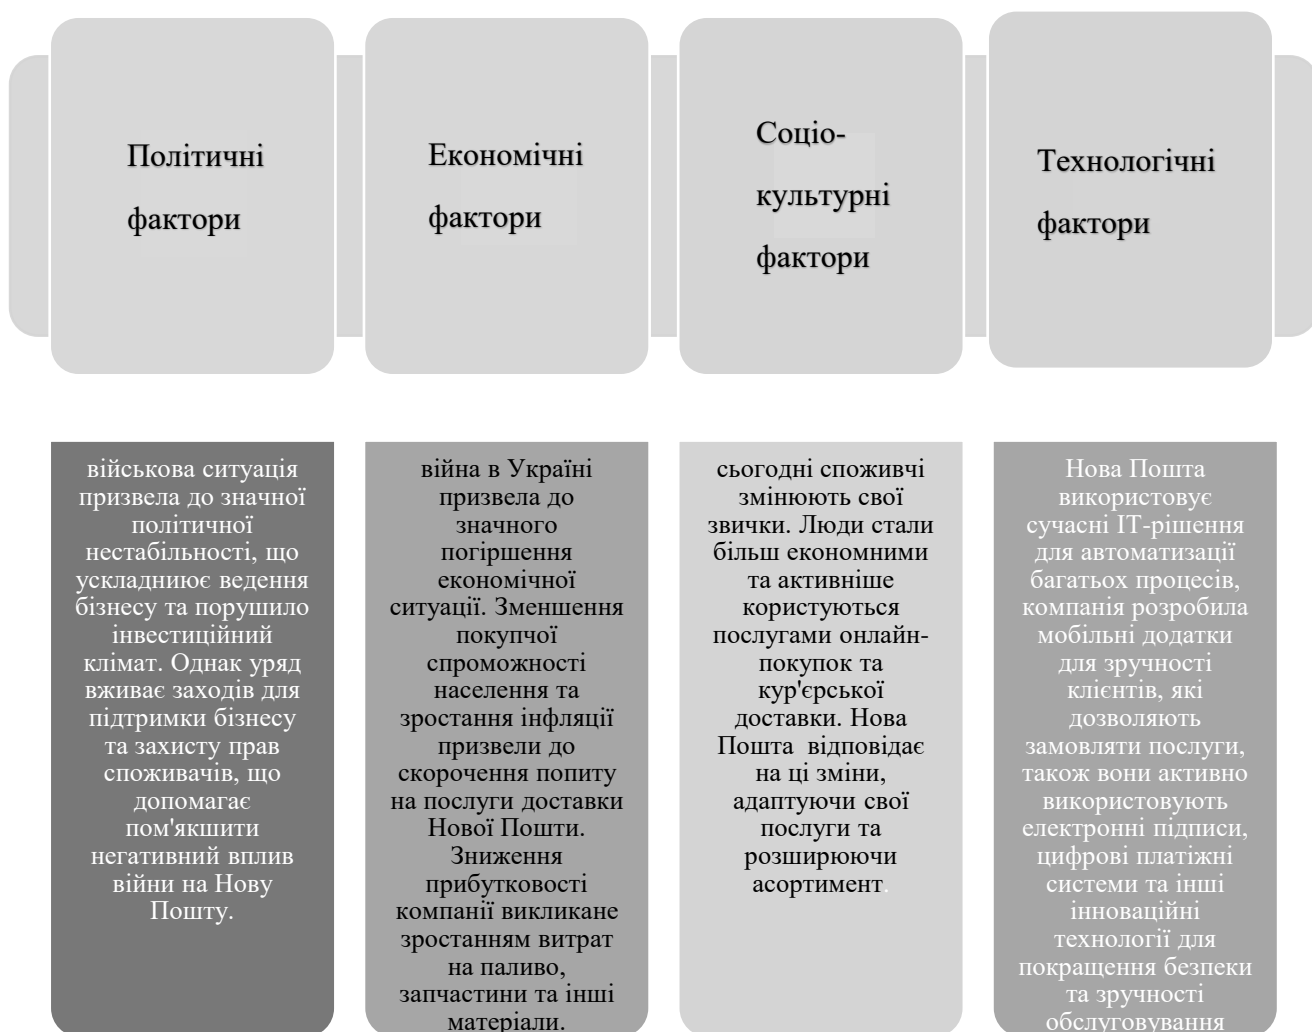 Політичні
фактори
Економічні
фактори
Соціо-
культурні
фактори
Технологічні
фактори
військова ситуація
призвела до значної
політичної
нестабільності, що
ускладниює ведення
бізнесу та порушило
інвестиційний
клімат. Однак уряд
вживає заходів для
підтримки бізнесу
та захисту прав
споживачів, що
допомагає
пом'якшити
негативний вплив
війни на Нову
Пошту.
війна в Україні
призвела до
значного
погіршення
економічної
ситуації. Зменшення
покупчої
спроможності
населення та
зростання інфляції
призвели до
скорочення попиту
на послуги доставки
Нової Пошти.
Зниження
прибутковості
компанії викликане
зростанням витрат
на паливо,
запчастини та інші
матеріали.
сьогодні споживчі
змінюють свої
звички. Люди стали
більш економними
та активніше
користуються
послугами онлайн-
покупок та
кур'єрської
доставки. Нова
Пошта відповідає
на ці зміни,
адаптуючи свої
послуги та
розширюючи
асортимент.
Нова Пошта
використовує
сучасні ІТ-рішення
для автоматизації
багатьох процесів,
компанія розробила
мобільні додатки
для зручності
клієнтів, які
дозволяють
замовляти послуги,
також вони активно
використовують
електронні підписи,
цифрові платіжні
системи та інші
інноваційні
технології для
покращення безпеки
та зручності
обслуговування